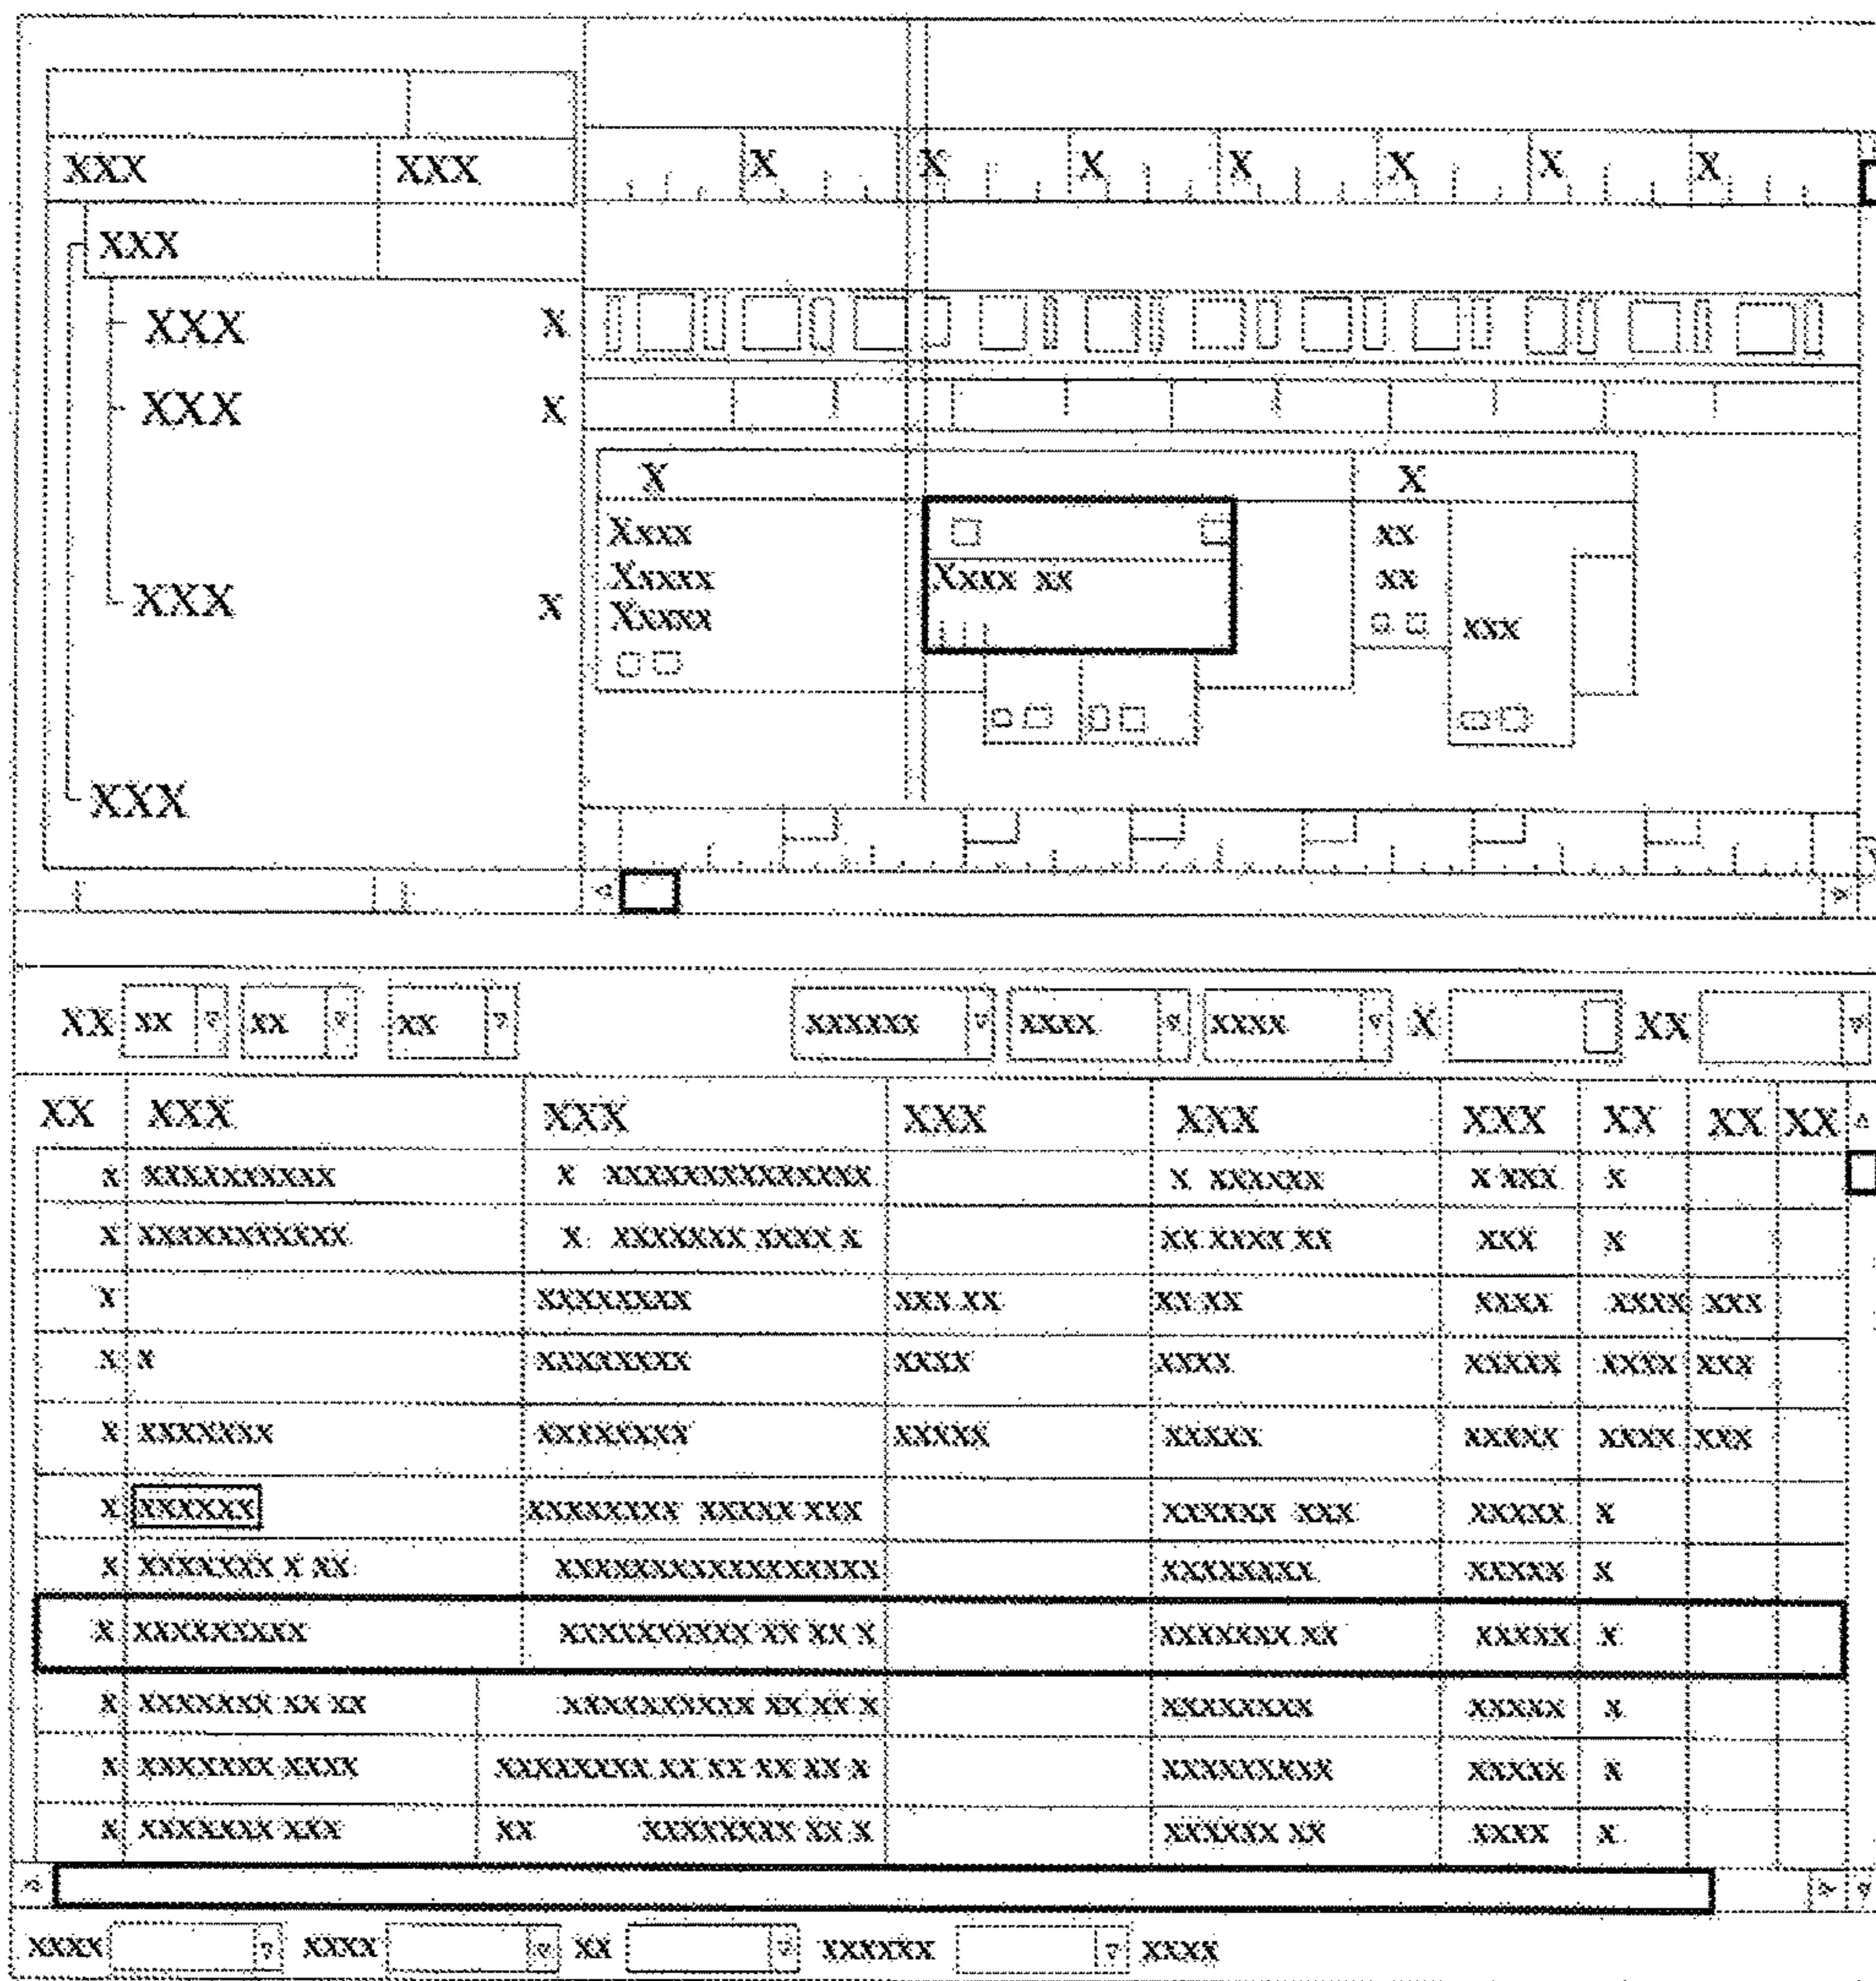 XXX XXX X X X X X X X
XXX
XXX X
XXX X
X X
Xxxx xx
Xxxxx Xxxx xx xx
XXX X Xxxxx xxx
XXX
XX xx xx xx xxxxxx xxxx xxxx X XX
XX XXX XXX XXX XXX XXX XX XX XX
x xxxxxxxxxx x xxxxxxxxxxxxxx x xxxxxx x xxx x
x xxxxxxxxxxx x xxxxxxx xxxx x xx xxxx xx xxx x
x xxxxxxxx xxx xx xx xx xxxx xxxx xxx
x x xxxxxxxx xxxx xxxx xxxxx xxxx xxx
x xxxxxxx xxxxxxxx xxxxx xxxxx xxxxx xxxx xxx
x xxxxxx xxxxxxxx xxxxx xxx xxxxxx xxx xxxxx x
x xxxxxxx x xx xxxxxxxxxxxxxxxxx xxxxxxxx xxxxx x
x xxxxxxxxx xxxxxxxxxx xx xx x xxxxxxx xx xxxxx x
x xxxxxxx xx xx xxxxxxxxxx xx xx x xxxxxxxx xxxxx x
x xxxxxxx xxxx xxxxxxxx xx xx xx xx x xxxxxxxxx xxxxx x
x xxxxxxx xxx xx xxxxxxxx xx x xxxxxx xx xxxx x
xxxx xxxx xx xxxxxx xxxx